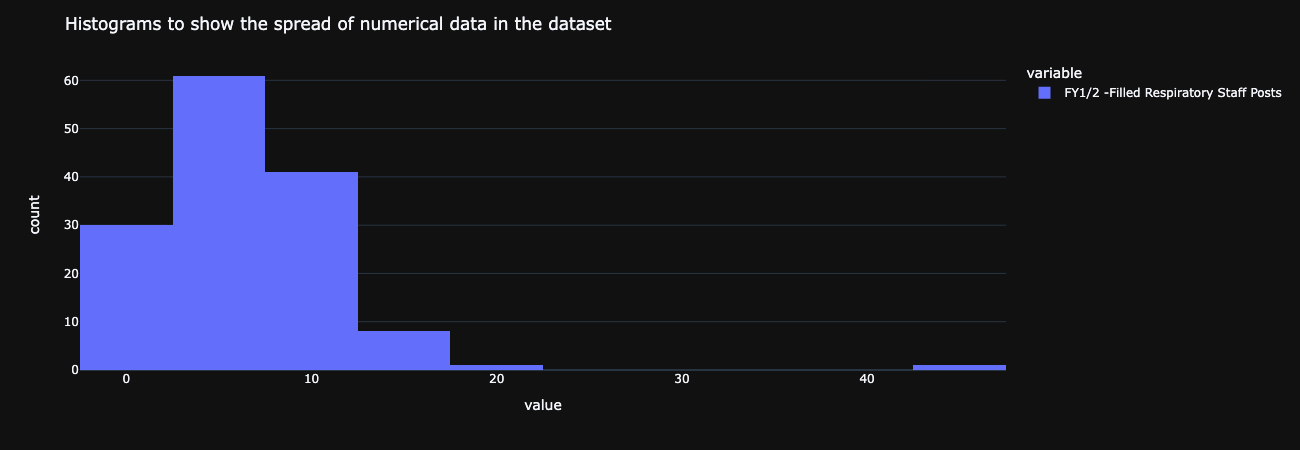 Histograms to show the spread of numerical data in the dataset
variable
FY1/2 -Filled Respiratory Staff Posts
60
50
40
30
20
10
0
count
0 10 20 30 40
value